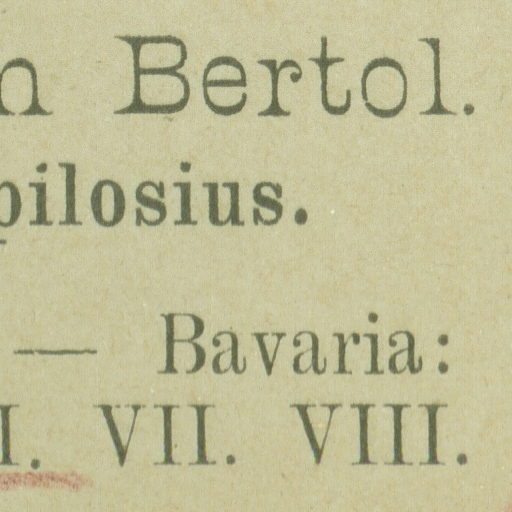 n Bertol.
pilosius.
— Bavaria:
I. VII. VIII.